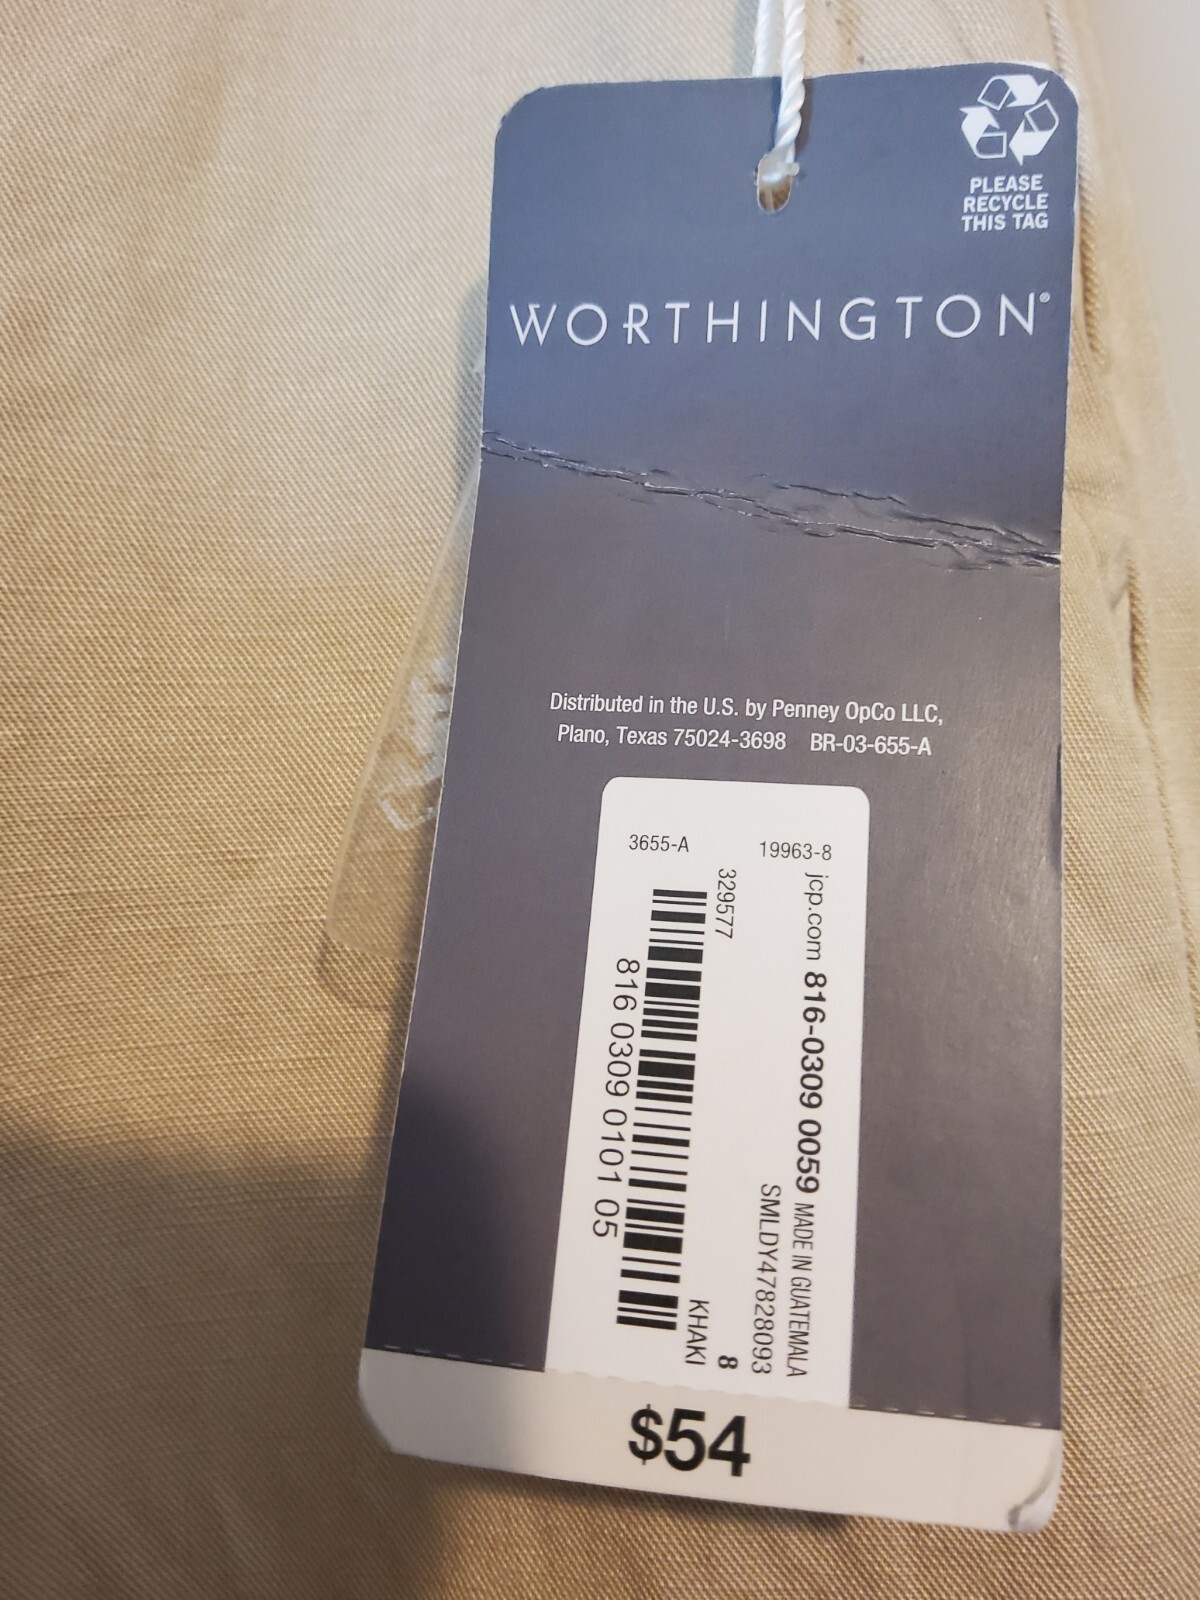 PLEASE
RECYCLE
THIS TAG
WORTHINGTON®
Distributed in the U.S. by Penney OpCo LLC,
Plano, Texas 75024-3698 BR-03-655-A
3655-A 19963-8
jcp.com 816-0309 0059 MADE IN GUATEMALA
SMLDY47828093
329577 8
KHAKI
816 0309 0101 05
$54